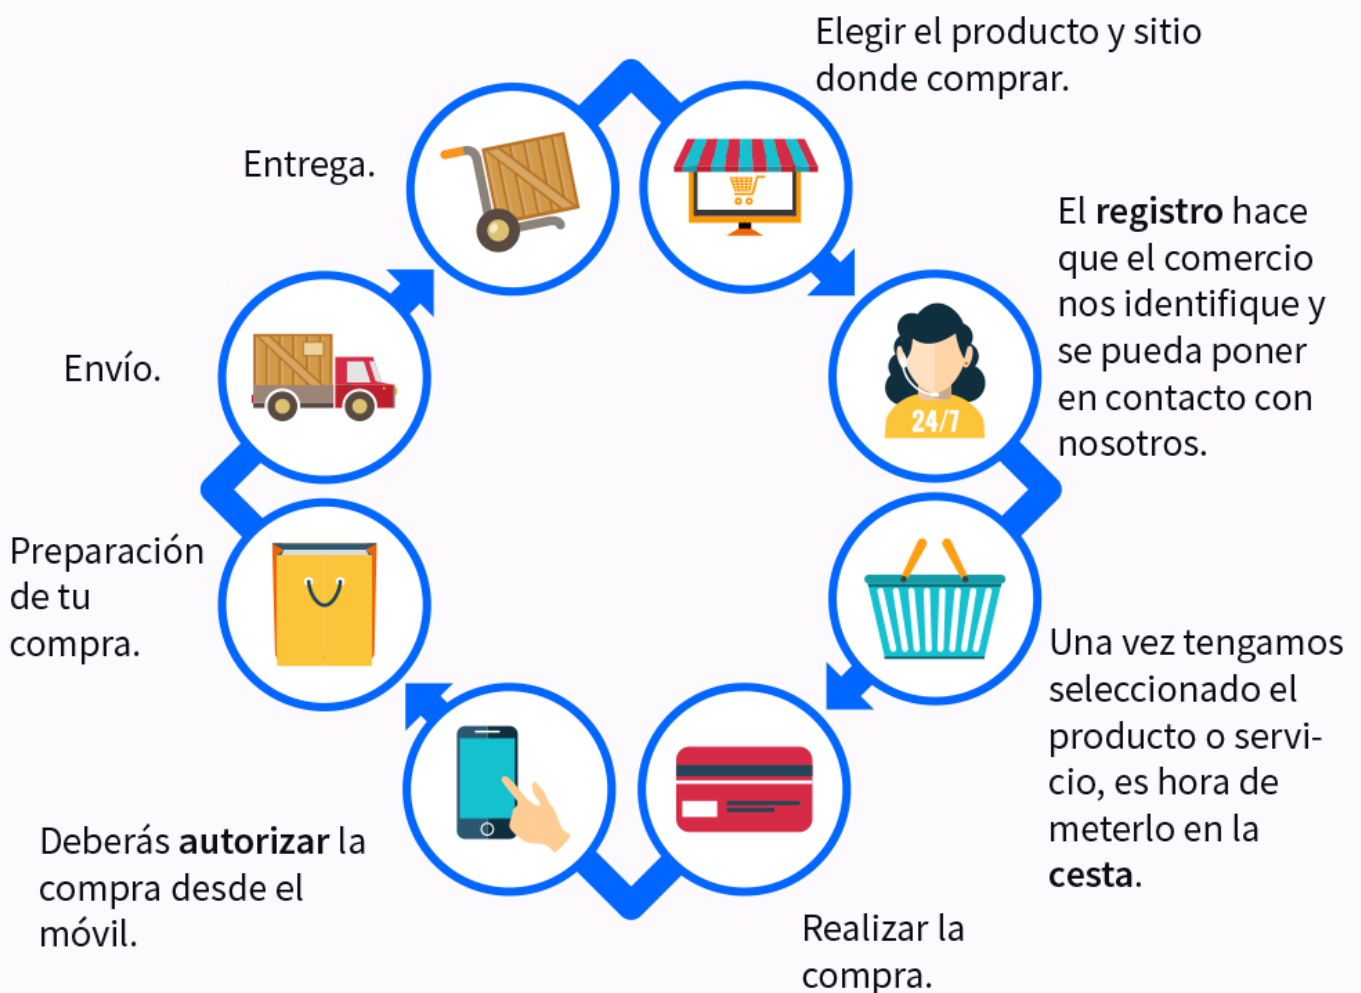 Elegir el producto y sitio
donde comprar.
El registro hace
que el comercio
nos identifique y
se pueda poner
en contacto con
nosotros.
24/7
Una vez tengamos
seleccionado el
producto o servi-
cio, es hora de
meterlo en la
cesta.
Realizar la
compra.
Deberás autorizar la
compra desde el
móvil.
Preparación
de tu
compra.
Envío.
Entrega.